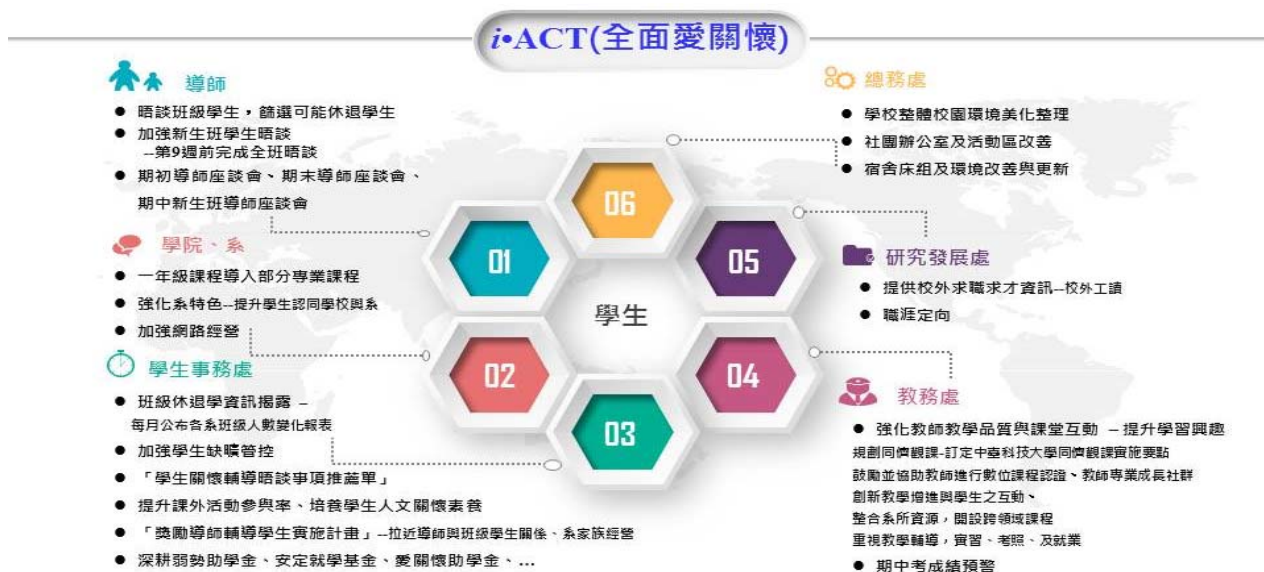 i•ACT(全面愛關懷)
導師
● 晤談班級學生，篩選可能休退學生
● 加強新生班學生晤談
--第9週前完成全班晤談
● 期初導師座談會、期末導師座談會、
期中新生班導師座談會
學院、系
● 一年級課程導入部分專業課程
● 強化系特色--提升學生認同學校與系
● 加強網路經營
學生事務處
● 班級休退學資訊揭露 –
每月公布各系班級人數變化報表
● 加強學生缺曠管控
● 「學生關懷輔導晤談事項推薦單」
● 提升課外活動參與率、培養學生人文關懷素養
● 「獎勵導師輔導學生實施計畫」--拉近導師與班級學生關係、系家族經營
● 深耕弱勢助學金、安定就學基金、愛關懷助學金、...
01
02
03
04
05
06
學生
總務處
● 學校整體校園環境美化整理
● 社團辦公室及活動區改善
● 宿舍床組及環境改善與更新
研究發展處
● 提供校外求職求才資訊--校外工讀
● 職涯定向
教務處
● 強化教師教學品質與課堂互動 – 提升學習興趣
規劃同儕觀課-訂定中臺科技大學同儕觀課實施要點
鼓勵並協助教師進行數位課程認證、教師專業成長社群
創新教學增進與學生之互動、
整合系所資源，開設跨領域課程
重視教學輔導，實習、考照、及就業
● 期中考成績預警